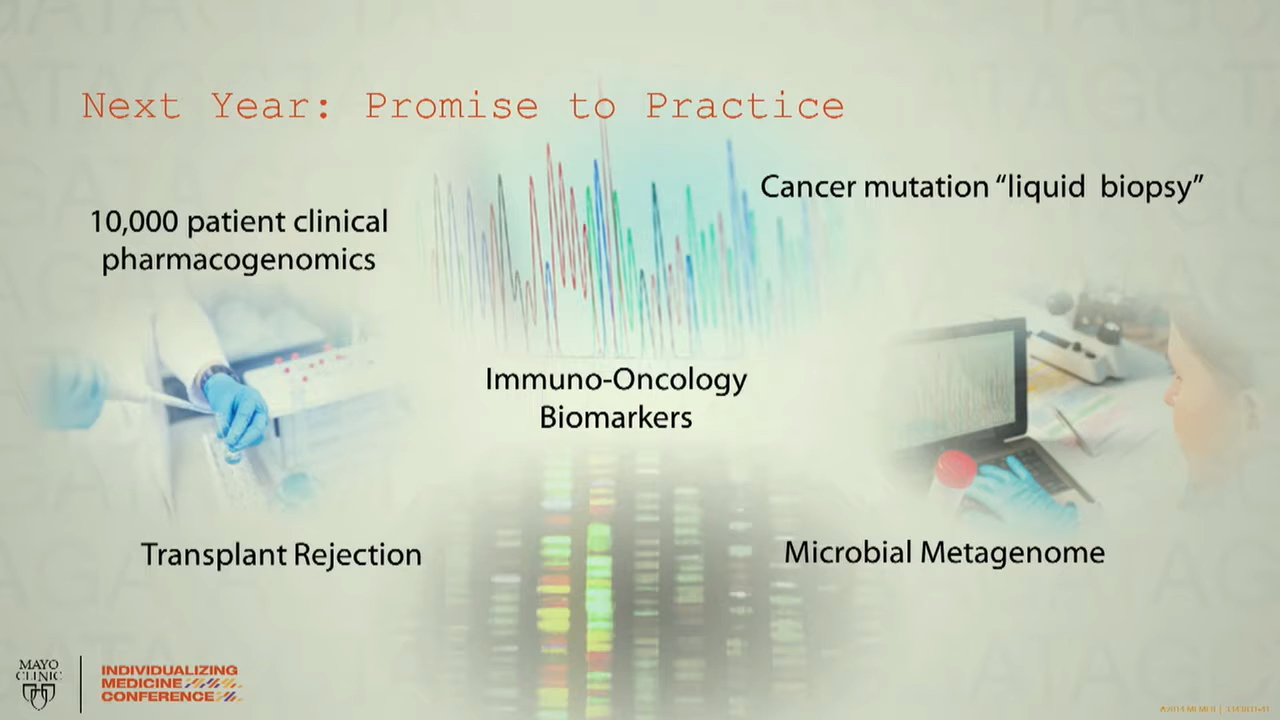 Next Year: Promise to Practice
Cancer mutation “liquid biopsy”
10,000 patient clinical
pharmacogenomics
Immuno-Oncology
Biomarkers
Transplant Rejection
Microbial Metagenome
MAYO
CLINIC
INDIVIDUALIZING
MEDICINE
CONFERENCE